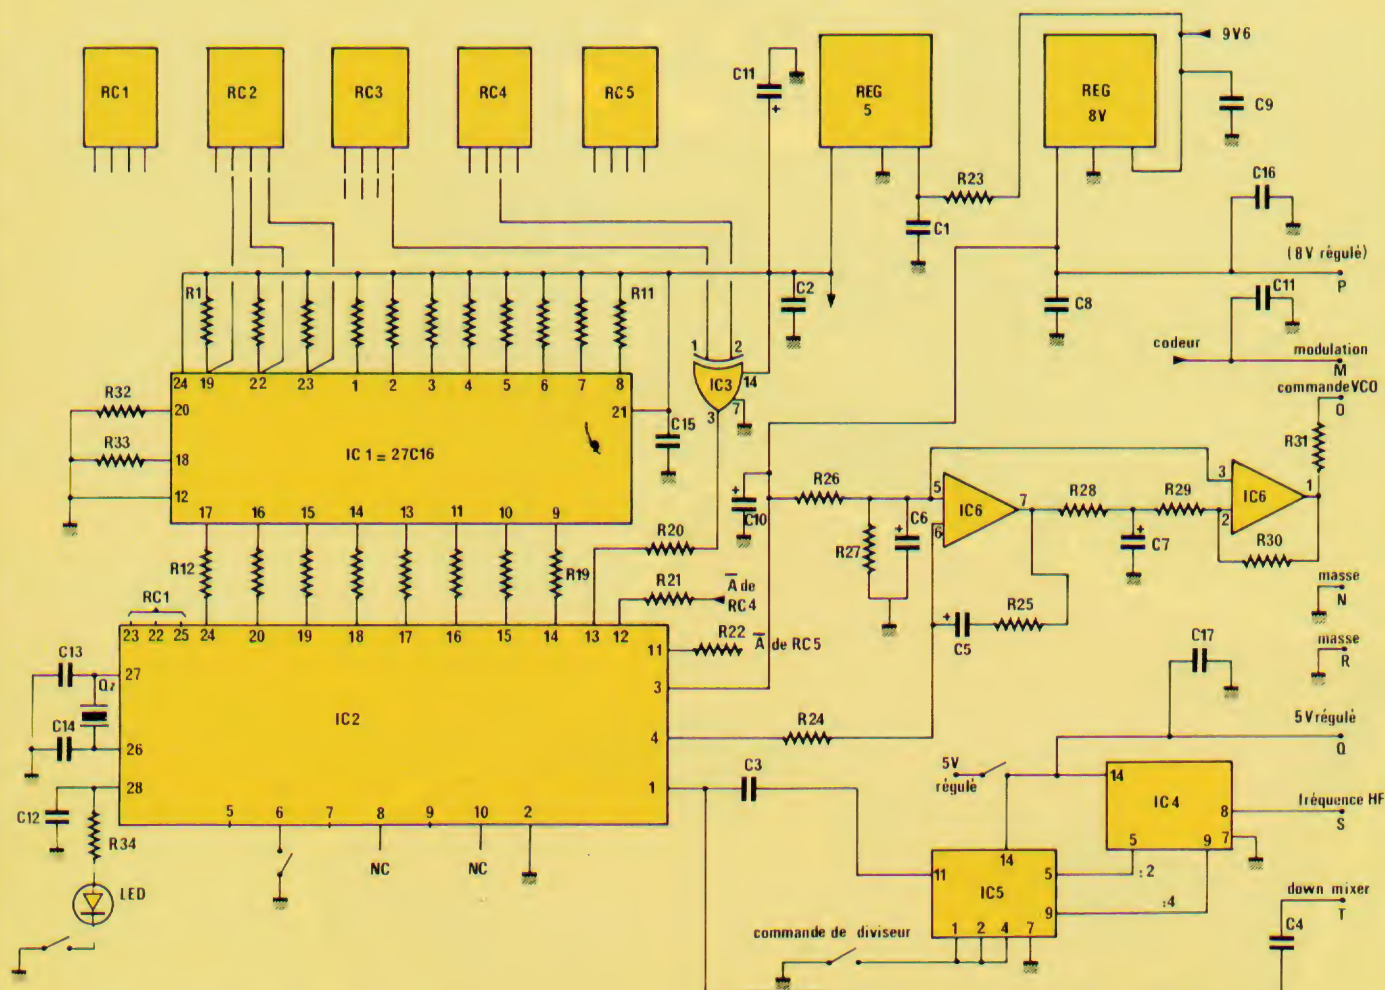 RC1 RC2 RC3 RC4 RC5
C11
+
REG
5
REG
8V
9V6
C9
R23
C16
C1
(8V régulé)
P
R1
R11
C2
C8
C11
codeur
modulation
M
1 2
24 19 22 23 1 2 3 4 5 6 7 8
IC3
14
commande VCO
O
R32
20
21
3
7
R33
18
IC1 = 27C16
C15
R31
12
17 16 15 14 13 11 10 9
+
C10
R26
5
+
C6
IC6
7
6
R28
R29
3
IC6
1
2
R27
+
C7
R30
R12
R19
R20
R21
A̅ de
RC4
masse
N
RC1
23 22 25 24 20 19 18 17 16 15 14 13 12
R22
A̅ de RC5
11
+
C5
R25
C17
masse
R
C13
27
Qz
3
IC2
C14
26
4
R24
5V régulé
Q
28
1
C3
5V
régulé
14
IC4
8
fréquence HF
S
C12
R34
5 6 7 8 9 10 2
NC
NC
5
9
7
14
11
IC5
5
:2
9
:4
LED
down mixer
T
C4
commande de diviseur
1 2 4 7